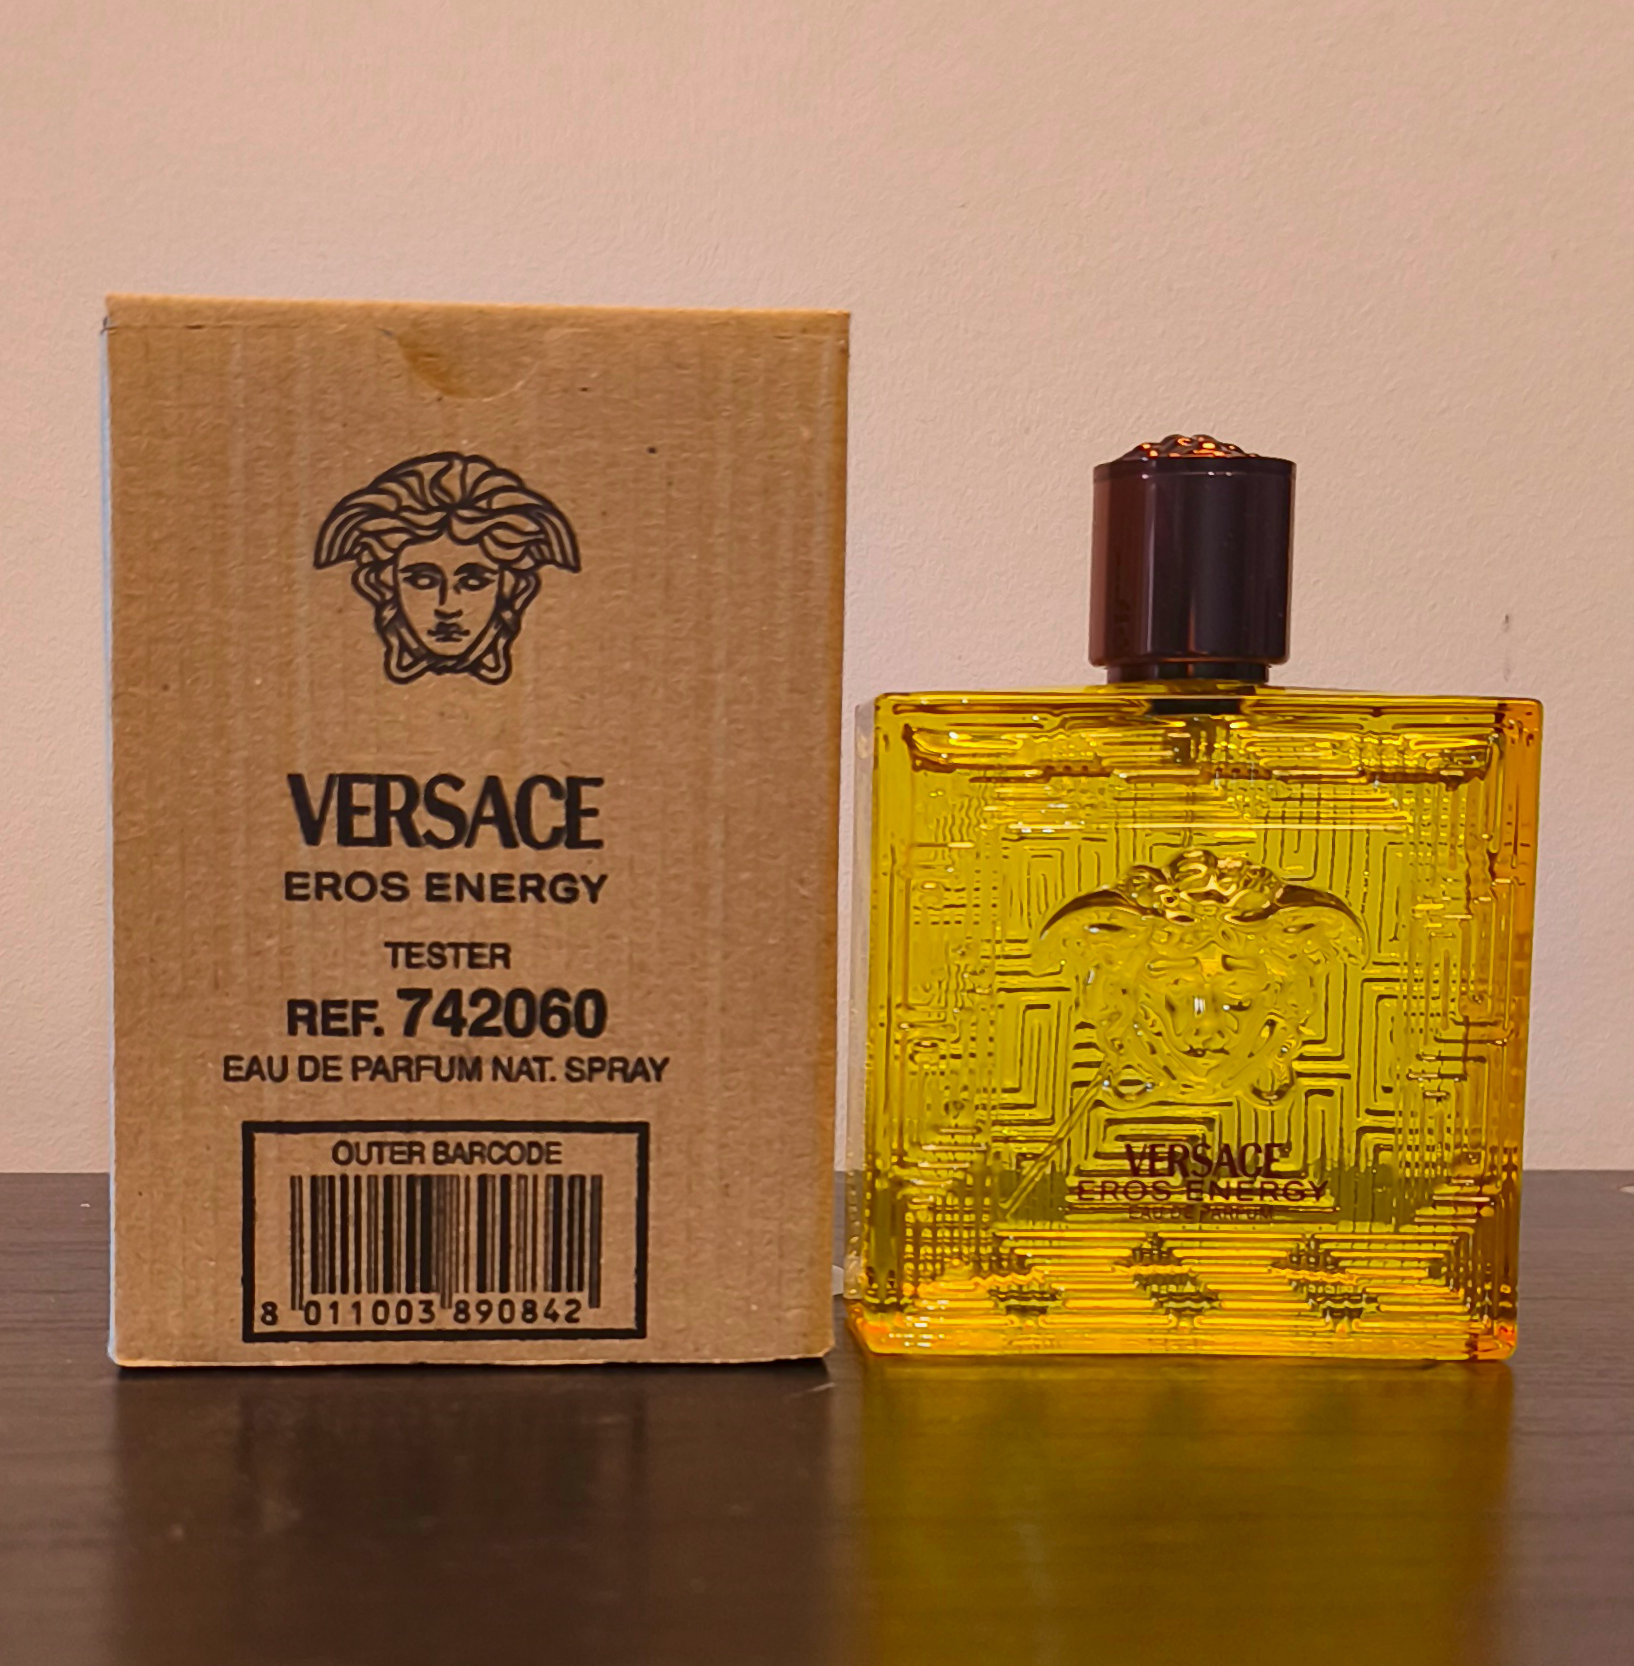 VERSACE
EROS ENERGY
TESTER
REF. 742060
EAU DE PARFUM NAT. SPRAY
OUTER BARCODE
8 011003 890842
VERSACE
EROS ENERGY
EAU DE PARFUM